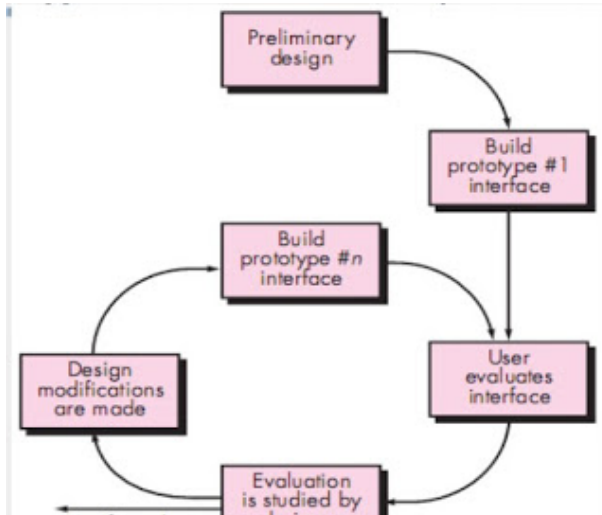 Preliminary
design
Build
prototype #1
interface
Build
prototype #n
interface
User
evaluates
interface
Design
modifications
are made
Evaluation
is studied by